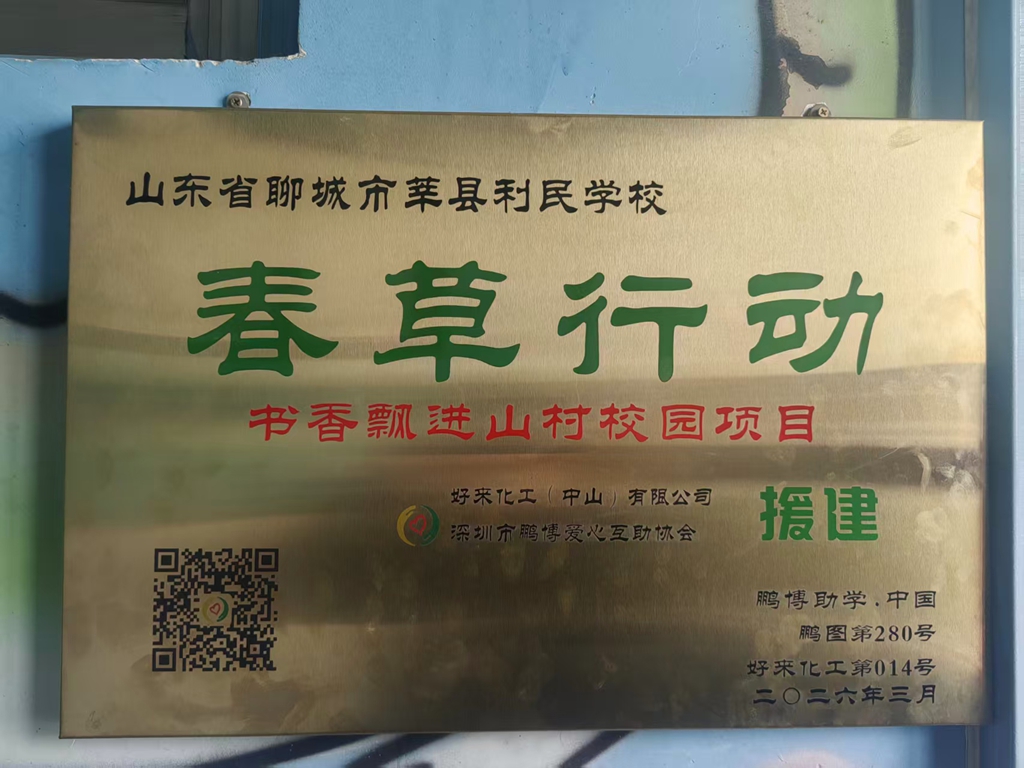 山东省聊城市莘县利民学校
春草行动
书香飘进山村校园项目
好来化工（中山）有限公司
深圳市鹏博爱心互助协会
援建
鹏博助学.中国
鹏图第280号
好来化工第014号
二〇二六年三月